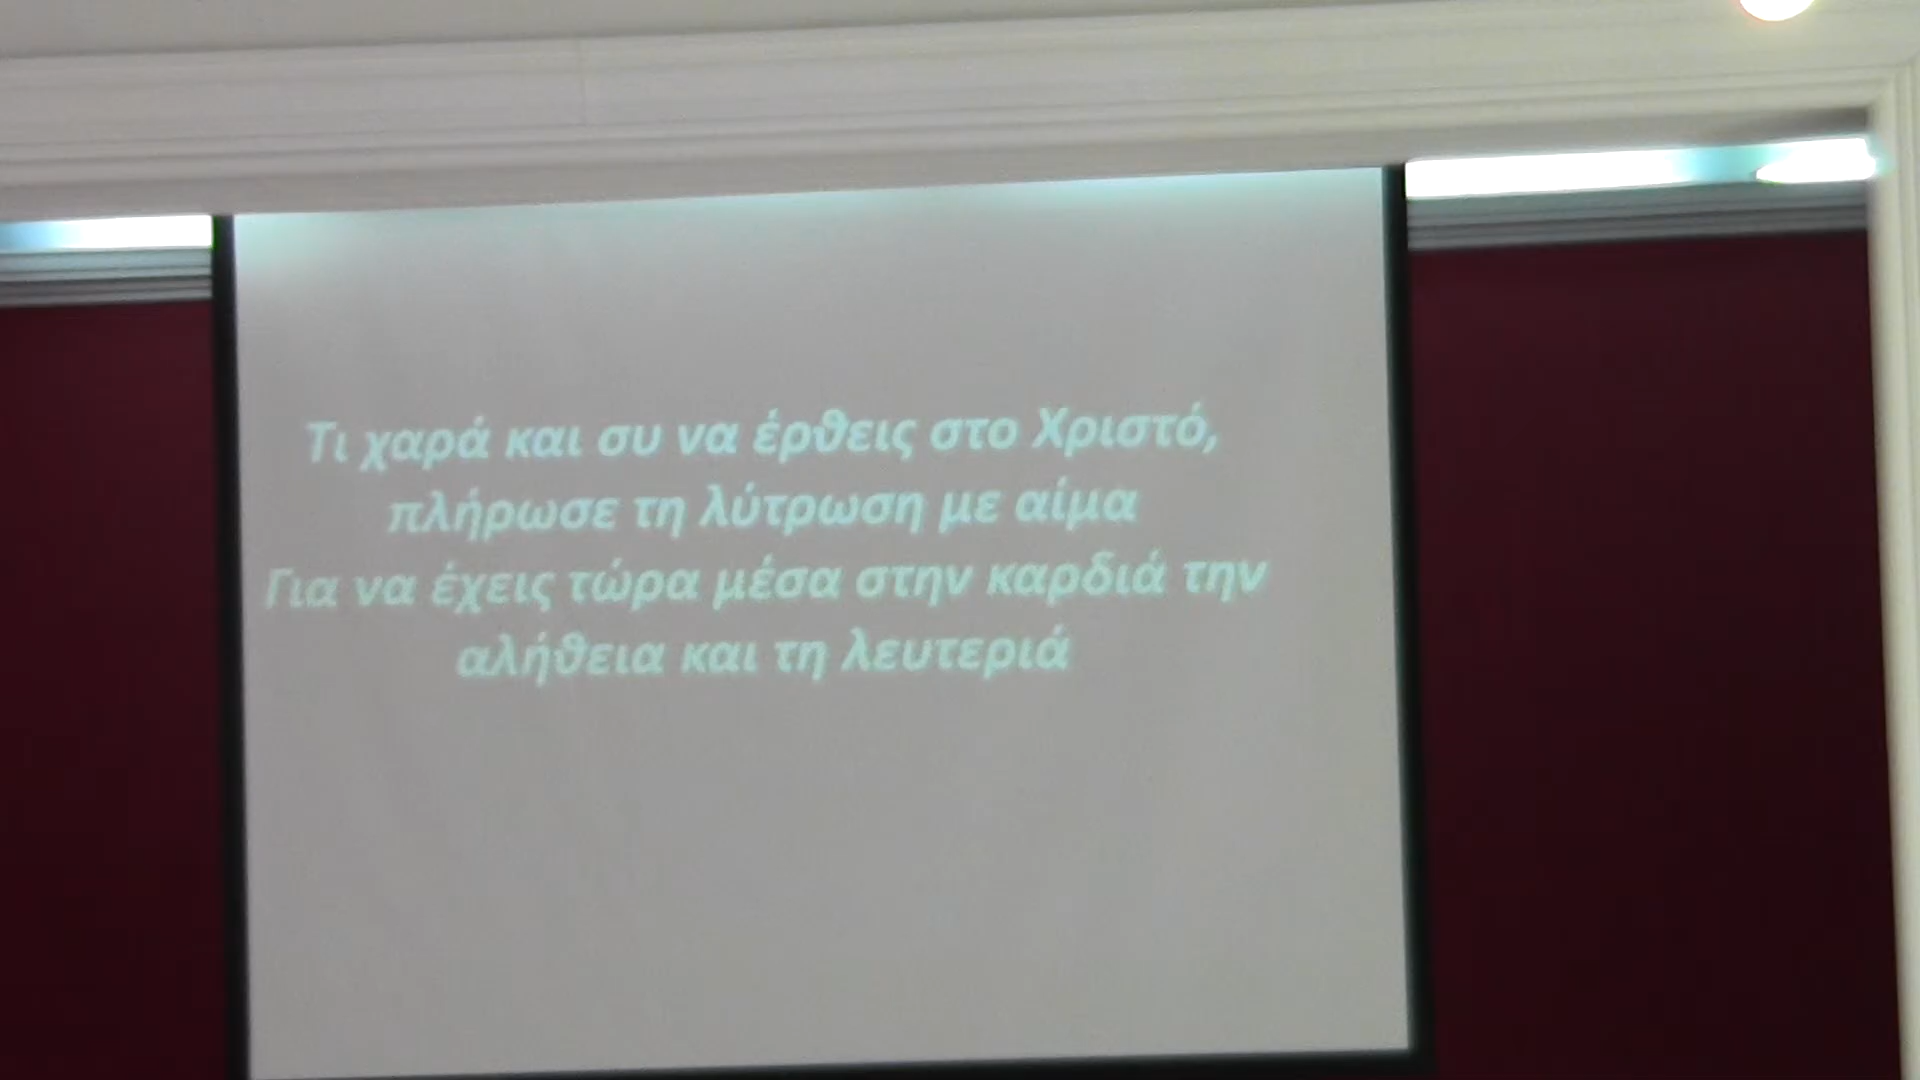 Τι χαρά και συ να έρθεις στο Χριστό,
πλήρωσε τη λύτρωση με αίμα
Για να έχεις τώρα μέσα στην καρδιά την
αλήθεια και τη λευτεριά